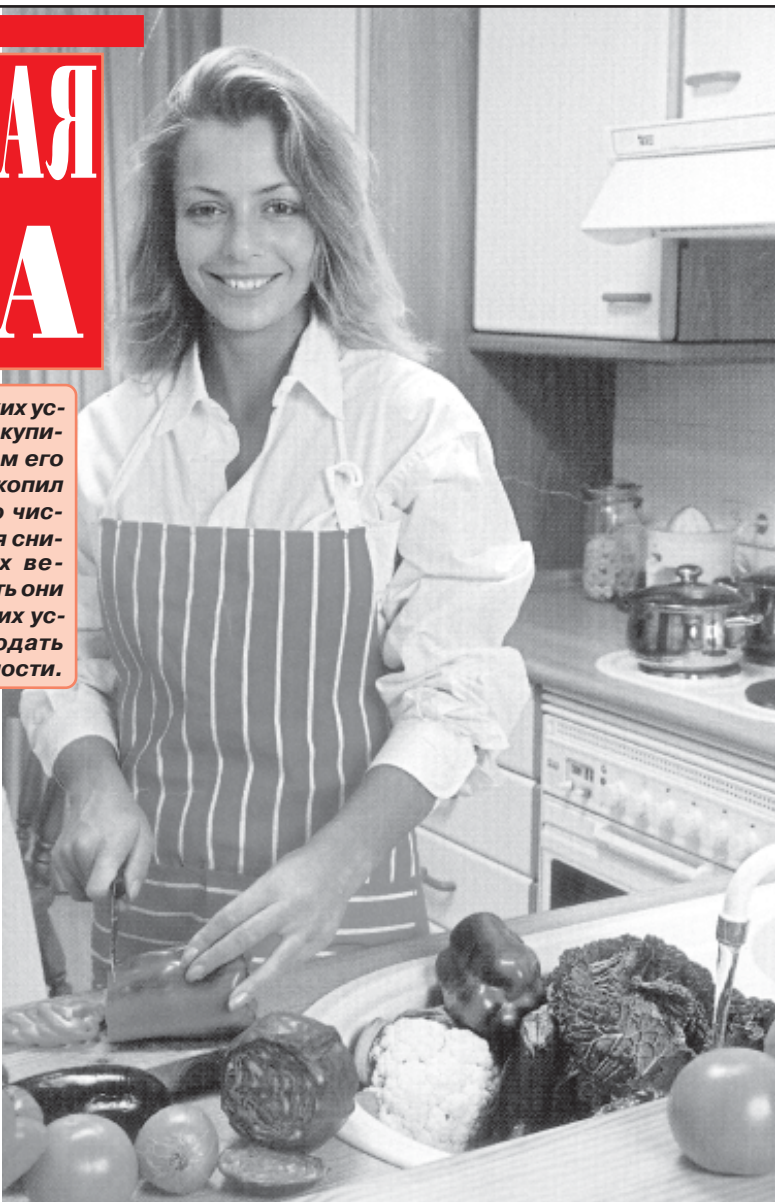 АЯ
А
их ус-
купи-
м его
копил
о чис-
я сни-
х ве-
ть они
их ус-
одать
ости.